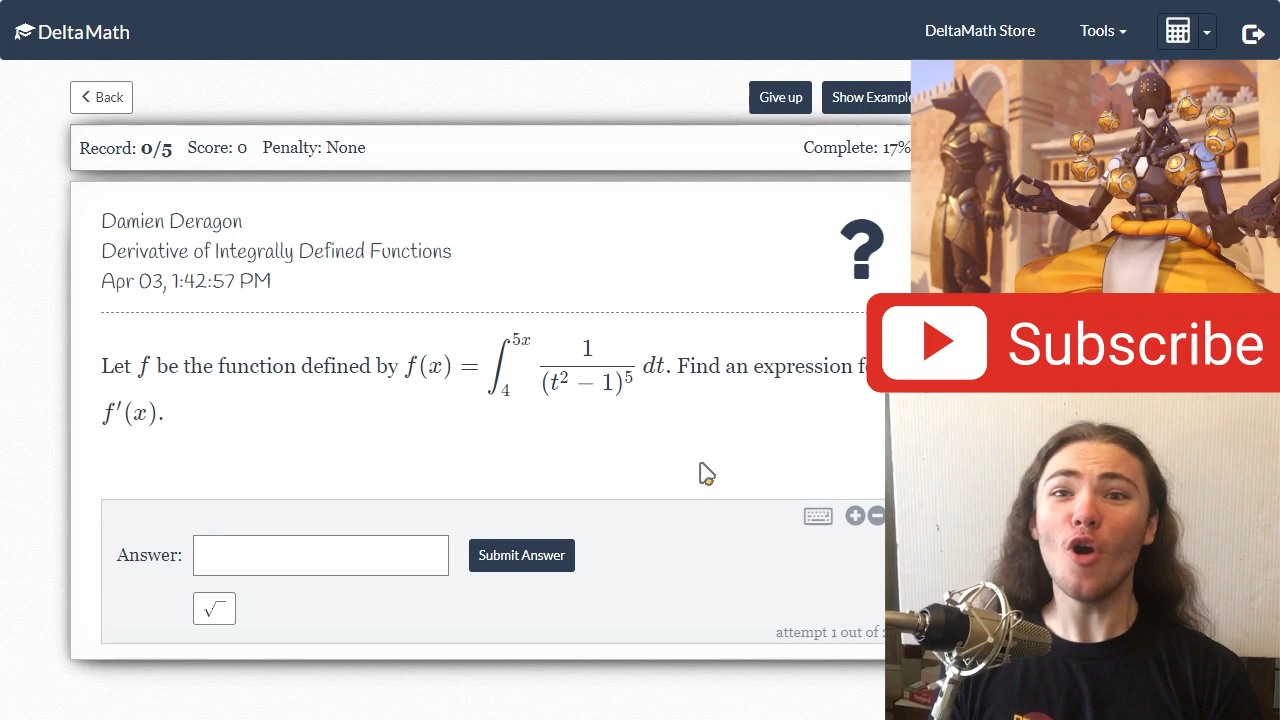 DeltaMath
DeltaMath Store
Tools
Back
Give up
Show Example
Record: 0/5 Score: 0 Penalty: None
Complete: 17%
Damien Deragon
Derivative of Integrally Defined Functions
Apr 03, 1:42:57 PM
?
Let f be the function defined by f(x) = ∫₄⁵ˣ 1/(t² − 1)⁵ dt. Find an expression
f′(x).
Subscribe
Answer:
Submit Answer
√
attempt 1 out of